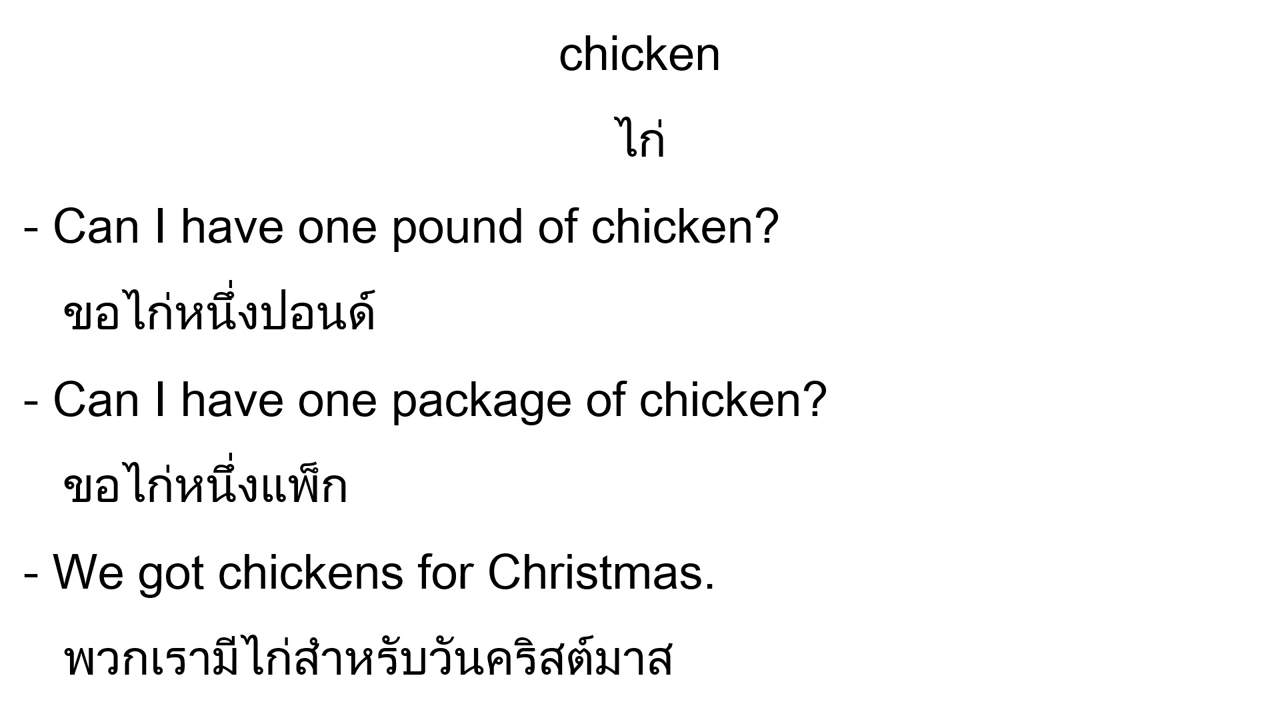 chicken
ไก่
- Can I have one pound of chicken?
ขอไก่หนึ่งปอนด์
- Can I have one package of chicken?
ขอไก่หนึ่งแพ็ก
- We got chickens for Christmas.
พวกเรามีไก่สำหรับวันคริสต์มาส